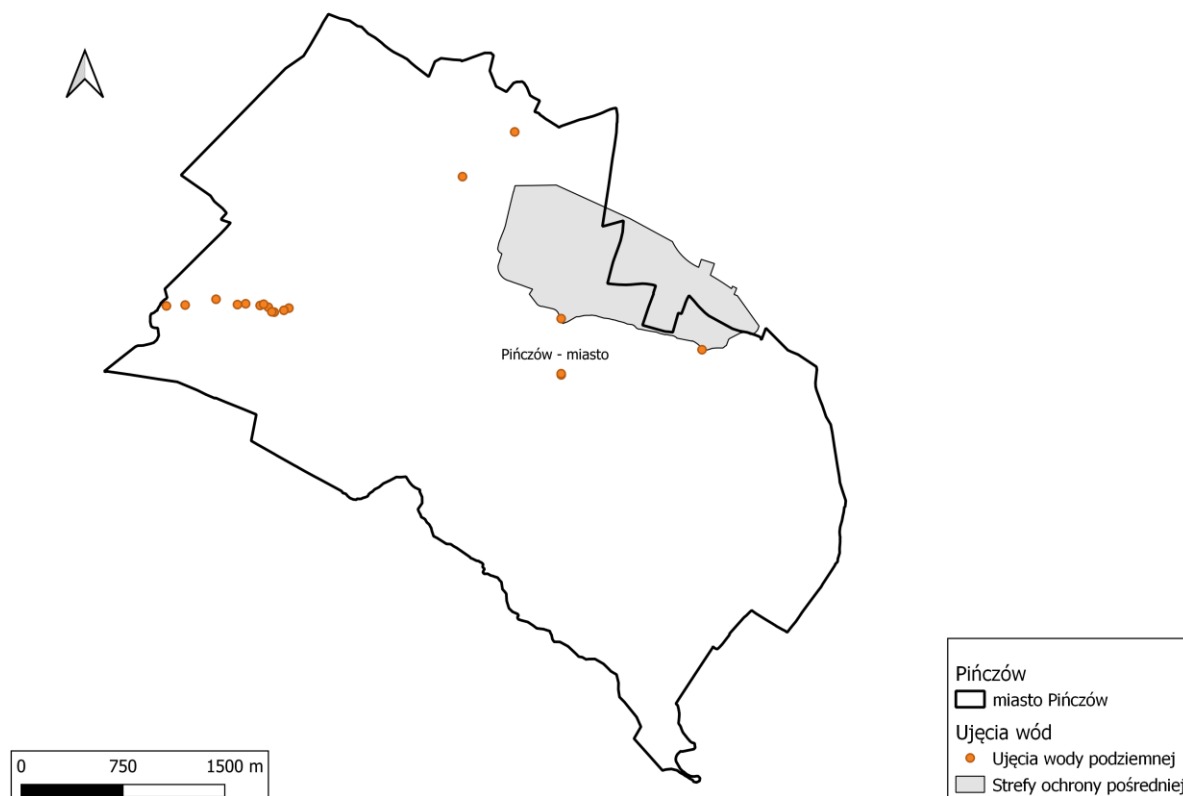 Pińczów - miasto
Pińczów
miasto Pińczów
Ujęcia wód
Ujęcia wody podziemnej
Strefy ochrony pośredniej
0 750 1500 m